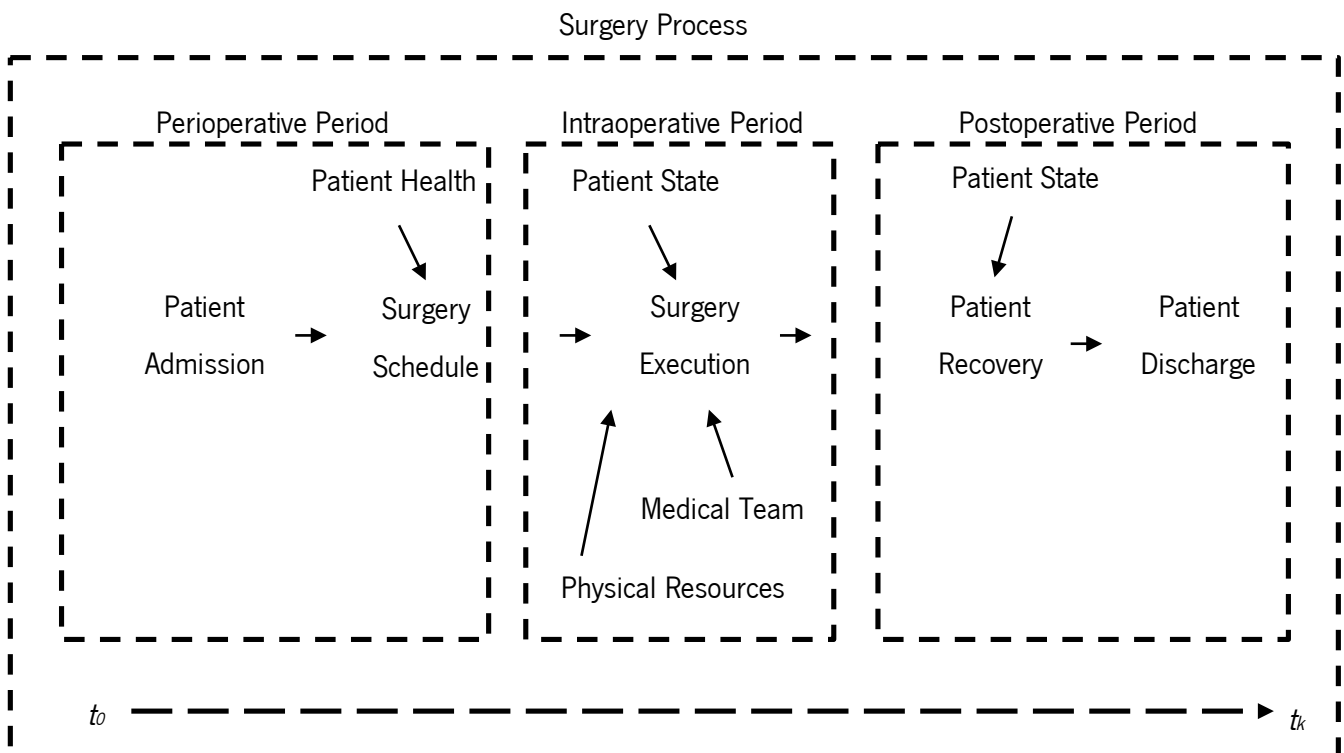 Surgery Process
Perioperative Period
Patient Health
Patient
Admission
Surgery
Schedule
Intraoperative Period
Patient State
Surgery
Execution
Medical Team
Physical Resources
Postoperative Period
Patient State
Patient
Recovery
Patient
Discharge
t0
tk